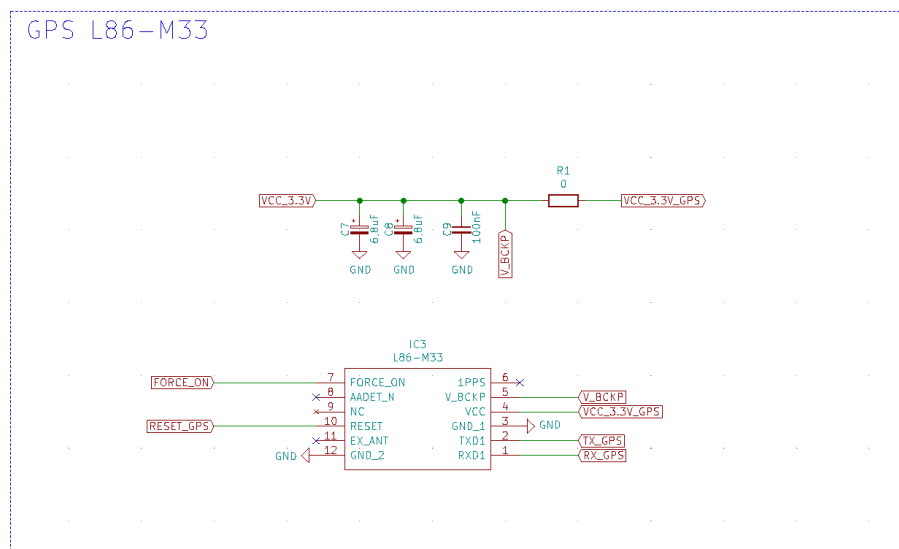 GPS L86-M33
R1
0
VCC_3.3V
VCC_3.3V_GPS
C7
6.8uF
C8
6.8uF
C9
100nF
V_BCKP
GND
GND
GND
IC3
L86-M33
FORCE_ON
7
FORCE_ON
1PPS
6
8
AADET_N
V_BCKP
5
V_BCKP
9
NC
VCC
4
VCC_3.3V_GPS
RESET_GPS
10
RESET
GND_1
3
GND
11
EX_ANT
TXD1
2
TX_GPS
GND
12
GND_2
RXD1
1
RX_GPS